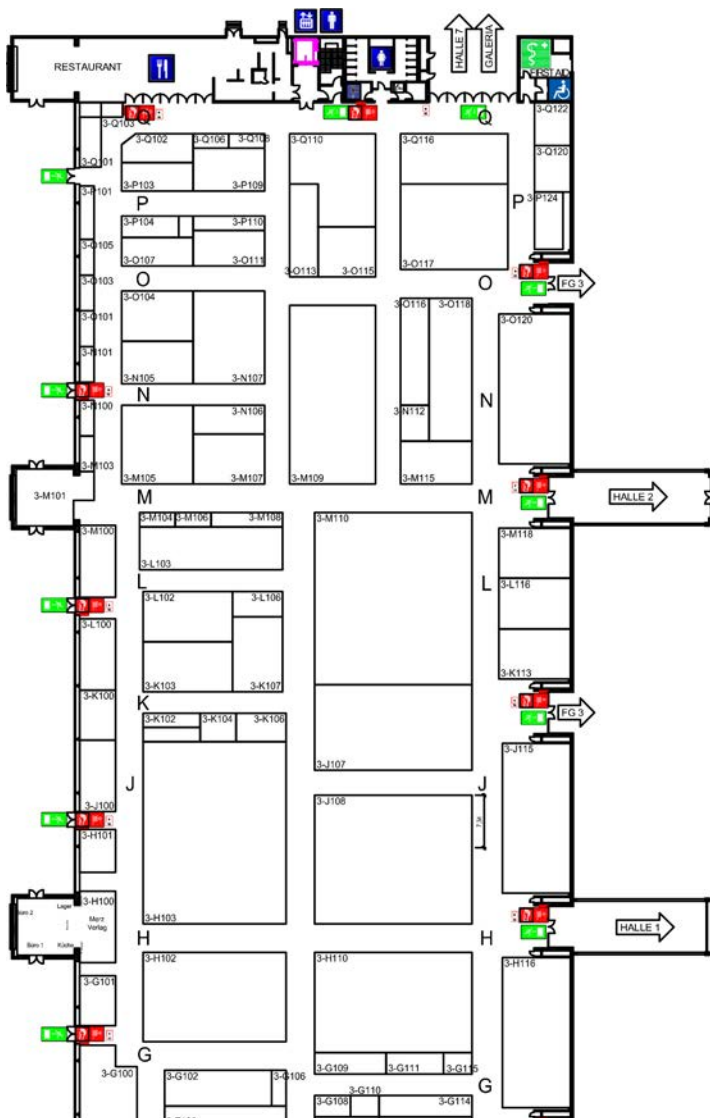 HALLE 7
GALERIA
RESTAURANT
FIRSTAID
Q
Q
3-Q103
3-Q122
3-Q102
3-Q106
3-Q108
3-Q110
3-Q116
3-Q101
3-Q120
3-P101
3-P103
3-P109
3-P124
P
P
3-P104
3-P110
3-O105
3-O107
3-O111
3-O113
3-O115
3-O117
O
O
FG 3
3-O103
3-O104
3-O116
3-O118
3-O101
3-O120
3-N101
3-N105
3-N107
N
N
3-N100
3-N106
3-N112
3-M103
3-M105
3-M107
3-M109
3-M115
3-M101
M
M
HALLE 2
3-M100
3-M104
3-M106
3-M108
3-M110
3-M118
3-L103
L
L
3-L116
3-L102
3-L106
3-L100
3-K113
3-K100
3-K103
3-K107
K
FG 3
3-K102
3-K104
3-K106
3-J107
3-J115
J
J
3-J100
3-J108
7.34
3-H101
3-H100
Lager
Büro 2
Merz
Verlag
3-H103
HALLE 1
Büro 1
Küche
H
H
3-H102
3-H110
3-H116
3-G101
G
3-G109
3-G111
3-G115
3-G100
3-G102
3-G106
G
3-G110
3-G108
3-G114